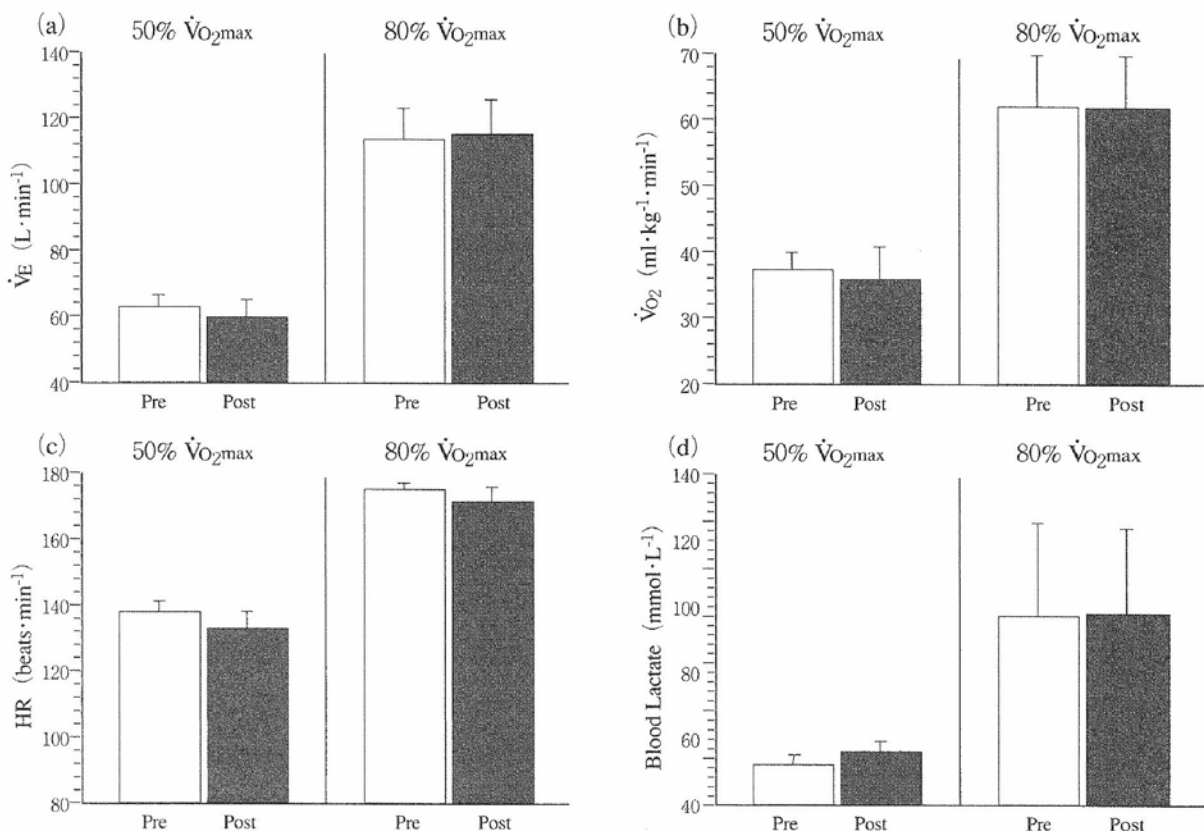 (a)
50% V̇O₂max 80% V̇O₂max
140
120
100
80
60
40
V̇E (L·min⁻¹)
Pre Post Pre Post
(b)
50% V̇O₂max 80% V̇O₂max
70
60
50
40
30
20
V̇O₂ (ml·kg⁻¹·min⁻¹)
Pre Post Pre Post
(c)
50% V̇O₂max 80% V̇O₂max
180
160
140
120
100
80
HR (beats·min⁻¹)
Pre Post Pre Post
(d)
50% V̇O₂max 80% V̇O₂max
140
120
100
80
60
40
Blood Lactate (mmol·L⁻¹)
Pre Post Pre Post